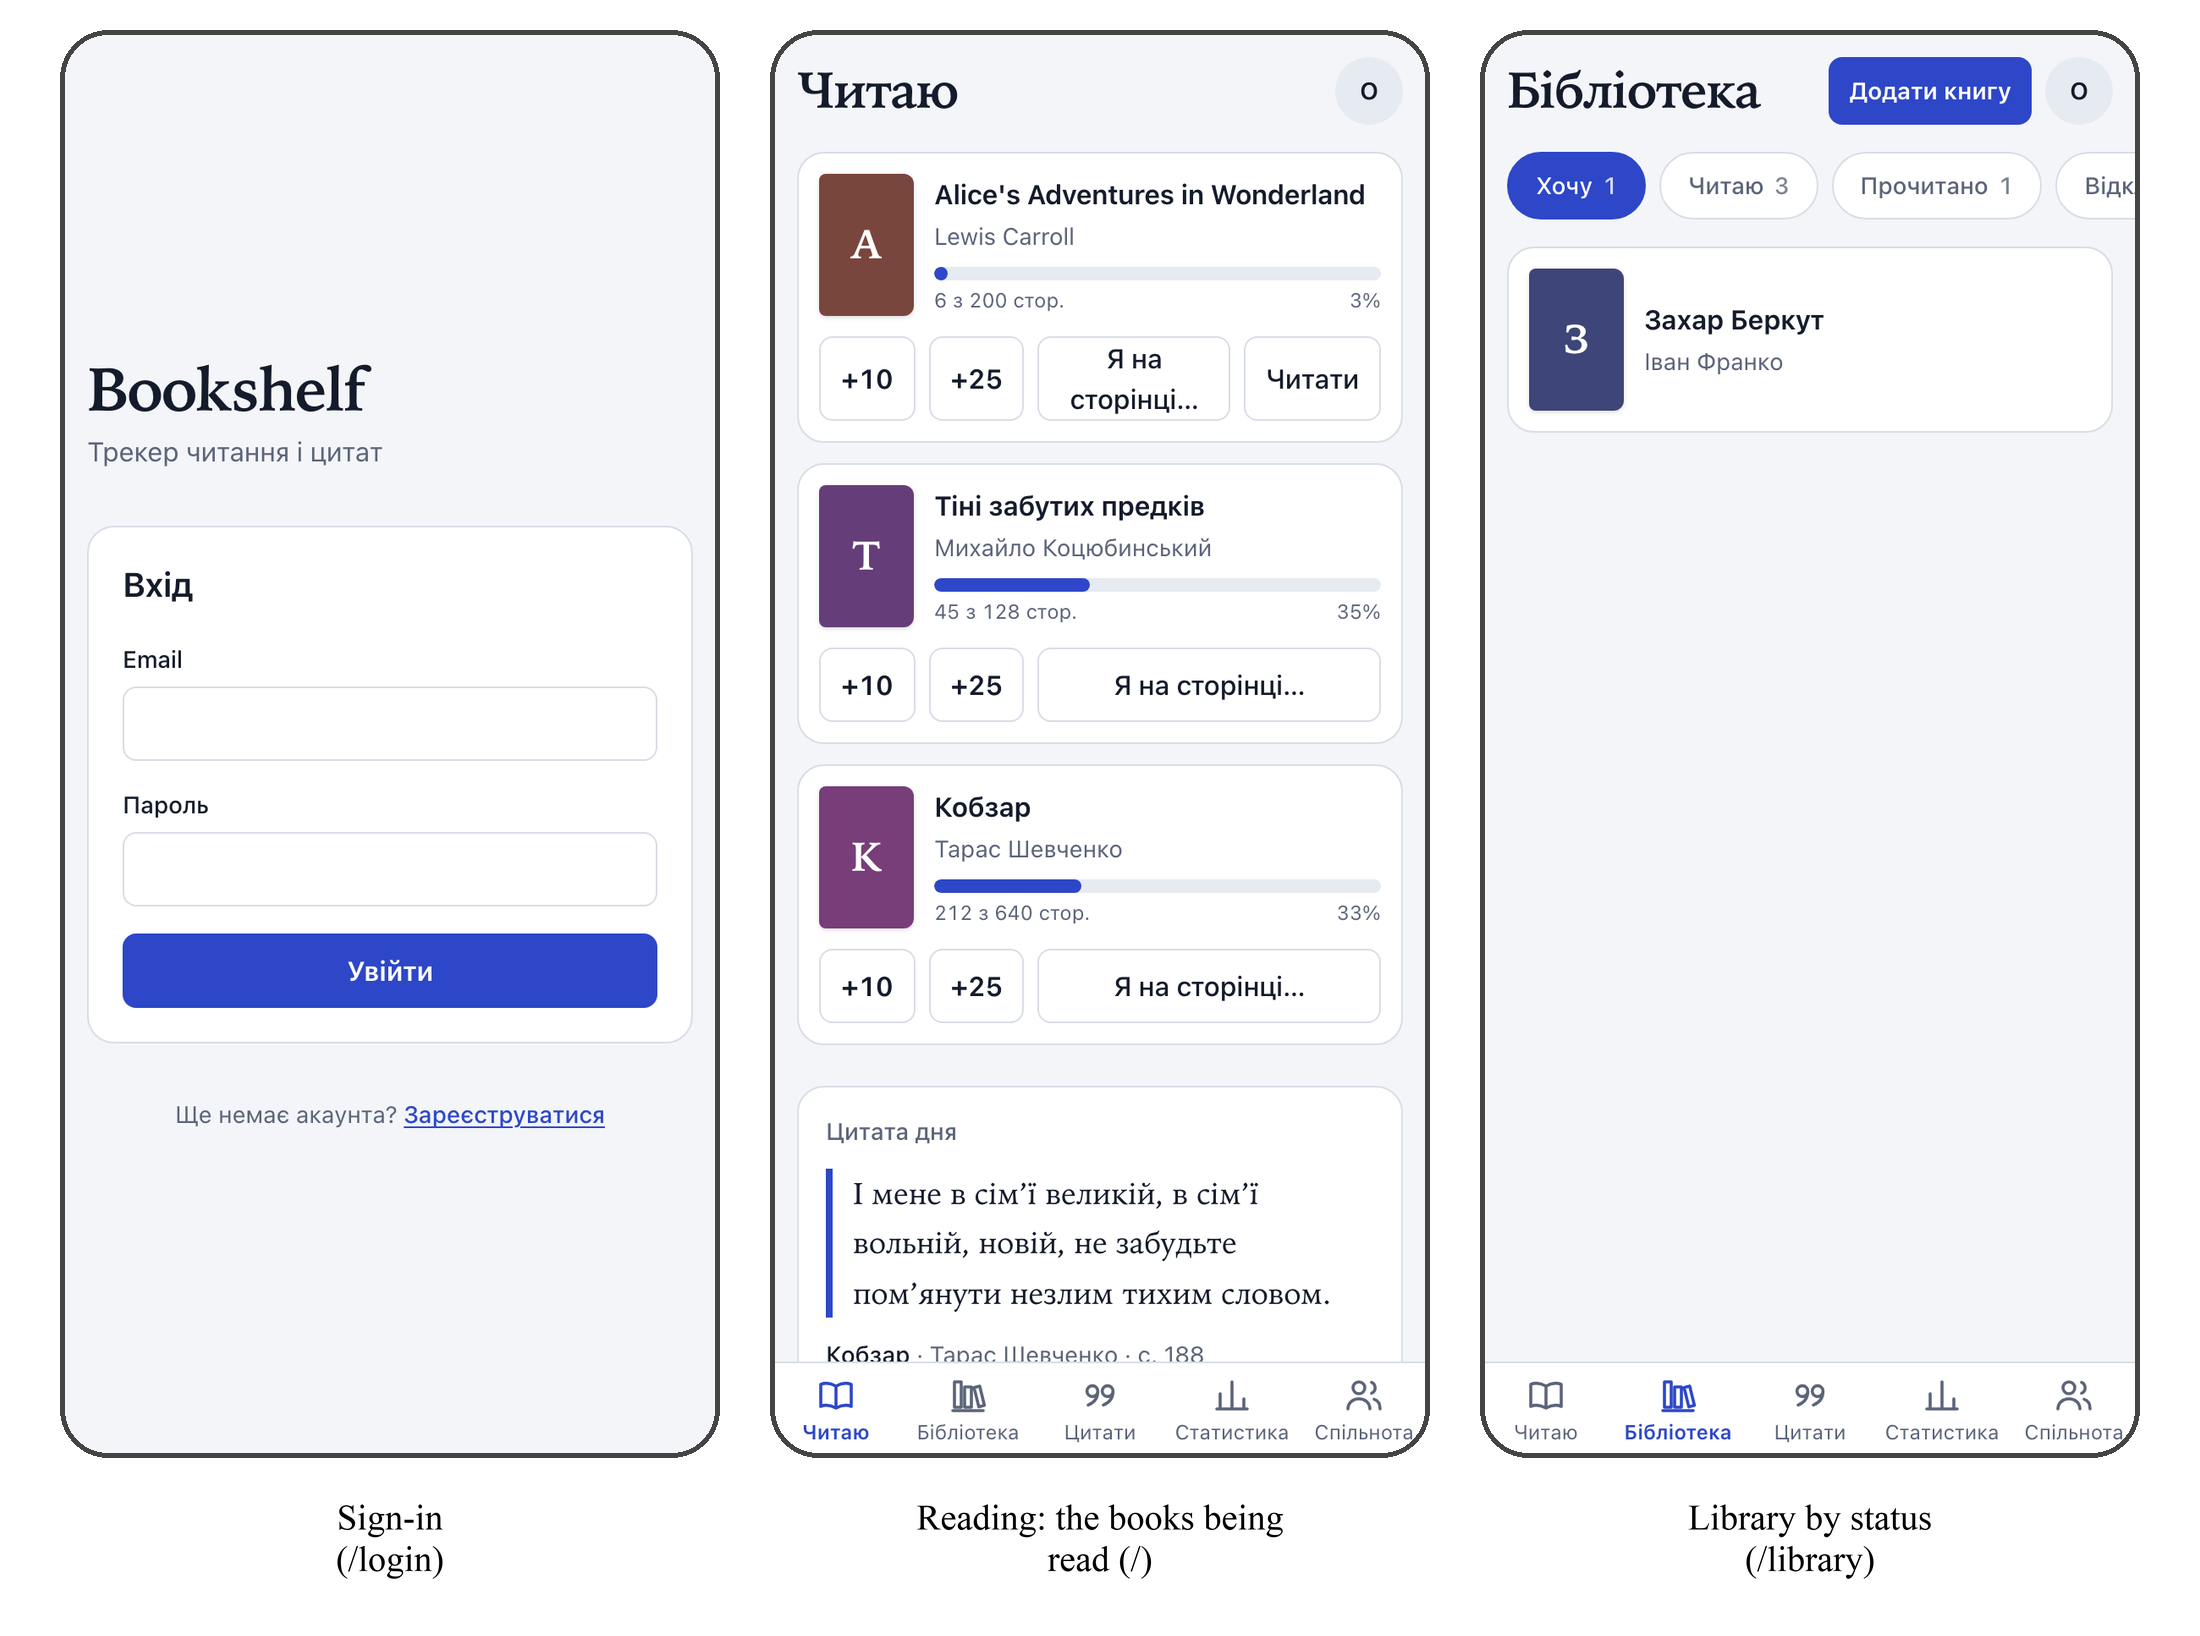 Bookshelf
Трекер читання і цитат
Вхід
Email
Пароль
Увійти
Ще немає акаунта? Зареєструватися
Sign-in
(/login)
Читаю
О
A
Alice's Adventures in Wonderland
Lewis Carroll
6 з 200 стор. 3%
+10 +25 Я на сторінці... Читати
Т
Тіні забутих предків
Михайло Коцюбинський
45 з 128 стор. 35%
+10 +25 Я на сторінці...
К
Кобзар
Тарас Шевченко
212 з 640 стор. 33%
+10 +25 Я на сторінці...
Цитата дня
І мене в сім’ї великій, в сім’ї
вольній, новій, не забудьте
пом’янути незлим тихим словом.
Кобзар · Тарас Шевченко · с. 188
Читаю Бібліотека Цитати Статистика Спільнота
Reading: the books being
read (/)
Бібліотека
Додати книгу
О
Хочу 1 Читаю 3 Прочитано 1 Відк
З
Захар Беркут
Іван Франко
Читаю Бібліотека Цитати Статистика Спільнота
Library by status
(/library)